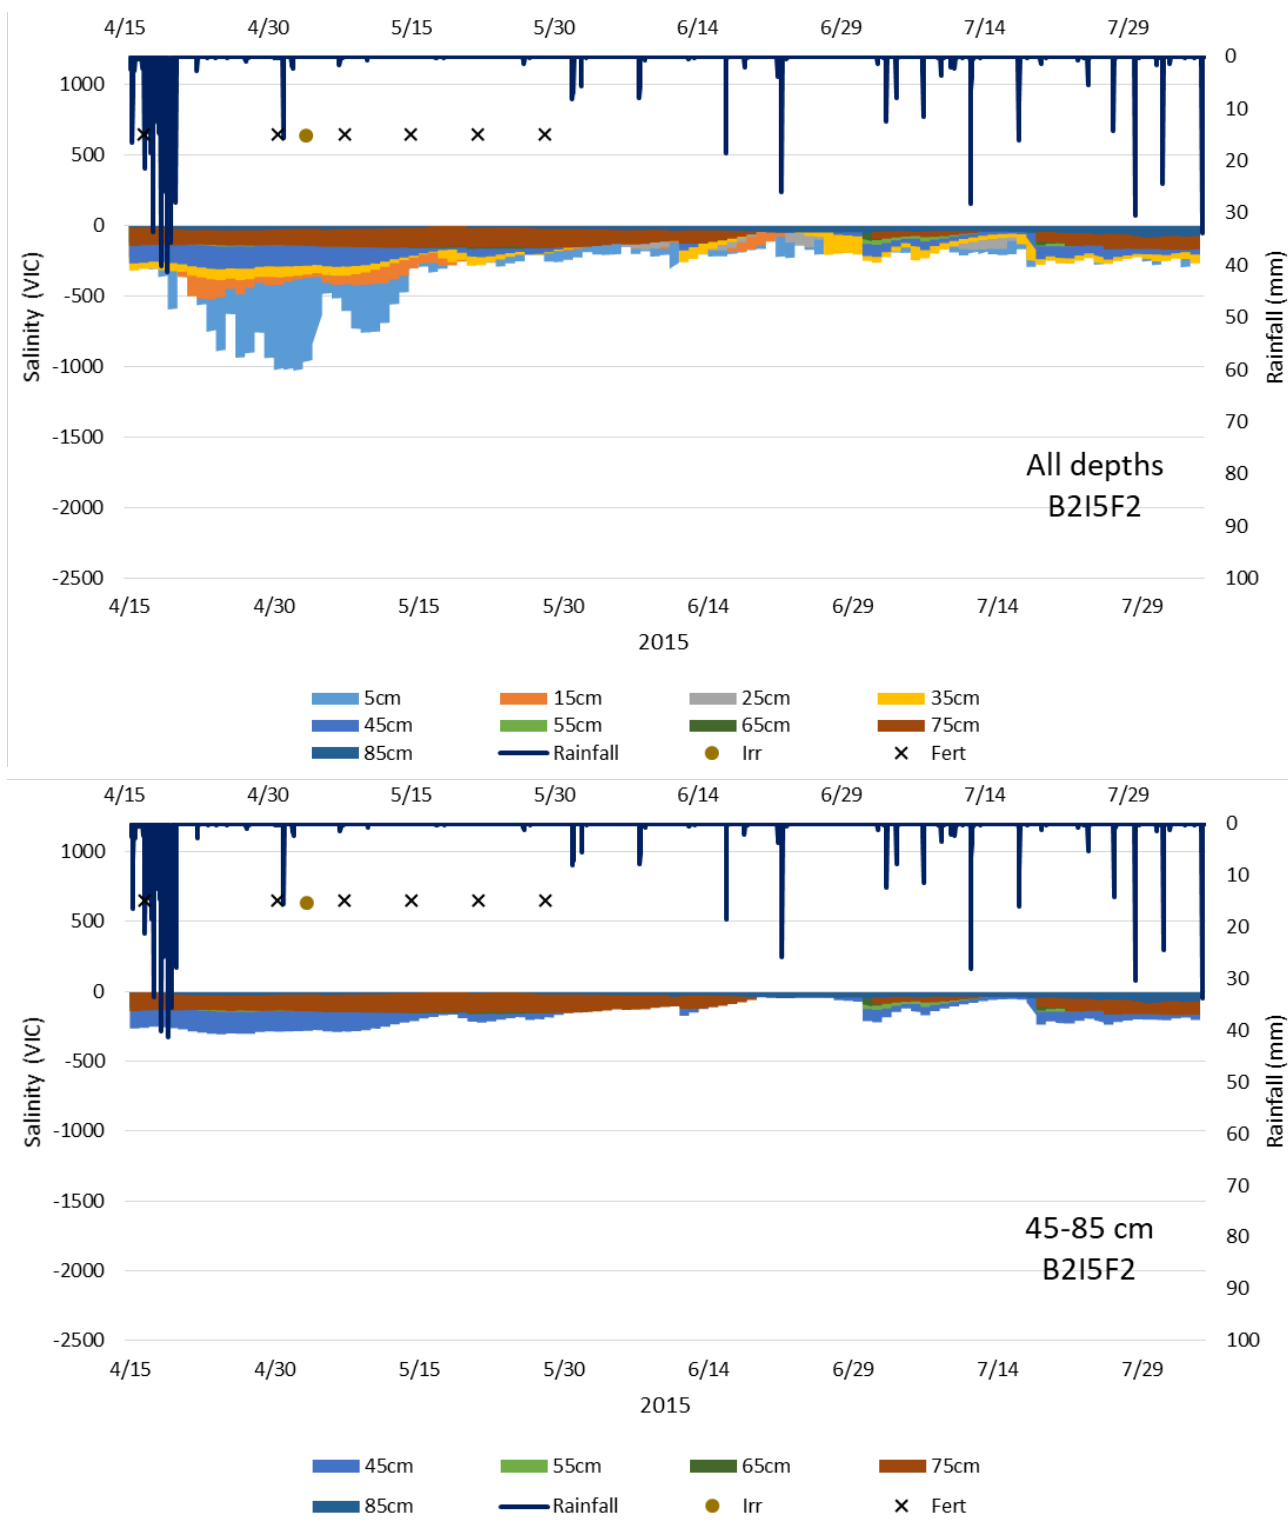 4/15 4/30 5/15 5/30 6/14 6/29 7/14 7/29
1000
500
0
-500
-1000
-1500
-2000
-2500
Salinity (VIC)
0
10
20
30
40
50
60
70
80
90
100
Rainfall (mm)
All depths
B2I5F2
4/15 4/30 5/15 5/30 6/14 6/29 7/14 7/29
2015
5cm 15cm 25cm 35cm
45cm 55cm 65cm 75cm
85cm Rainfall Irr Fert
4/15 4/30 5/15 5/30 6/14 6/29 7/14 7/29
1000
500
0
-500
-1000
-1500
-2000
-2500
Salinity (VIC)
0
10
20
30
40
50
60
70
80
90
100
Rainfall (mm)
45-85 cm
B2I5F2
4/15 4/30 5/15 5/30 6/14 6/29 7/14 7/29
2015
45cm 55cm 65cm 75cm
85cm Rainfall Irr Fert